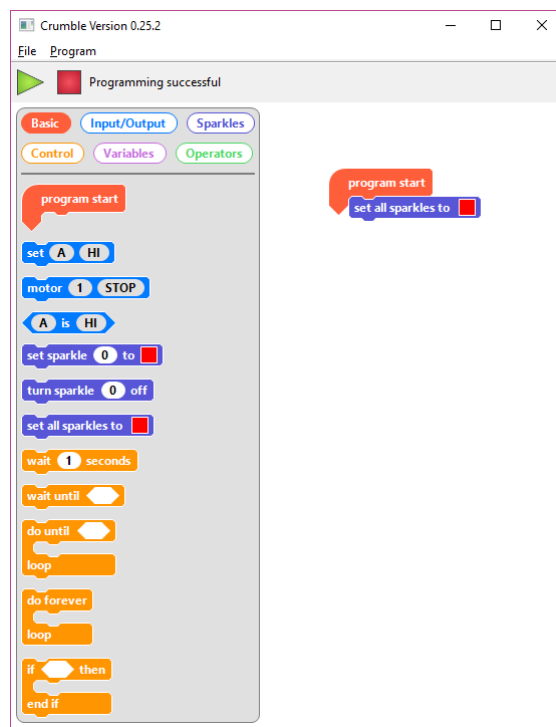 Crumble Version 0.25.2
File Program
Programming successful
Basic Input/Output Sparkles
Control Variables Operators
program start
set A HI
motor 1 STOP
A is HI
set sparkle 0 to
turn sparkle 0 off
set all sparkles to
wait 1 seconds
wait until
do until
loop
do forever
loop
if then
end if
program start
set all sparkles to